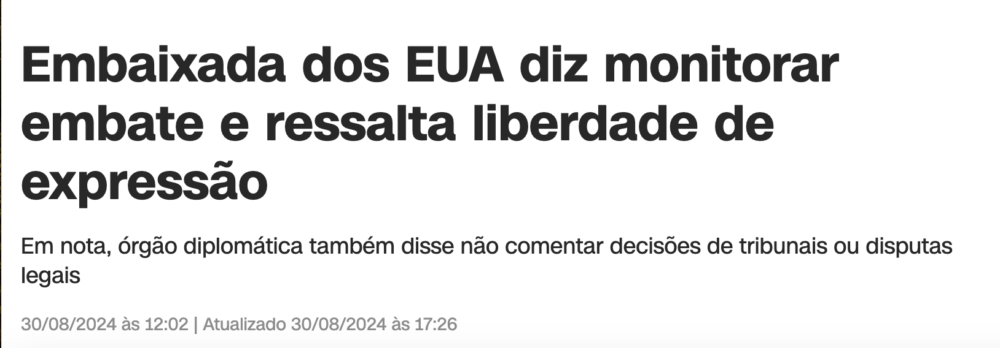 Embaixada dos EUA diz monitorar
embate e ressalta liberdade de
expressão
Em nota, órgão diplomática também disse não comentar decisões de tribunais ou disputas
legais
30/08/2024 às 12:02 | Atualizado 30/08/2024 às 17:26